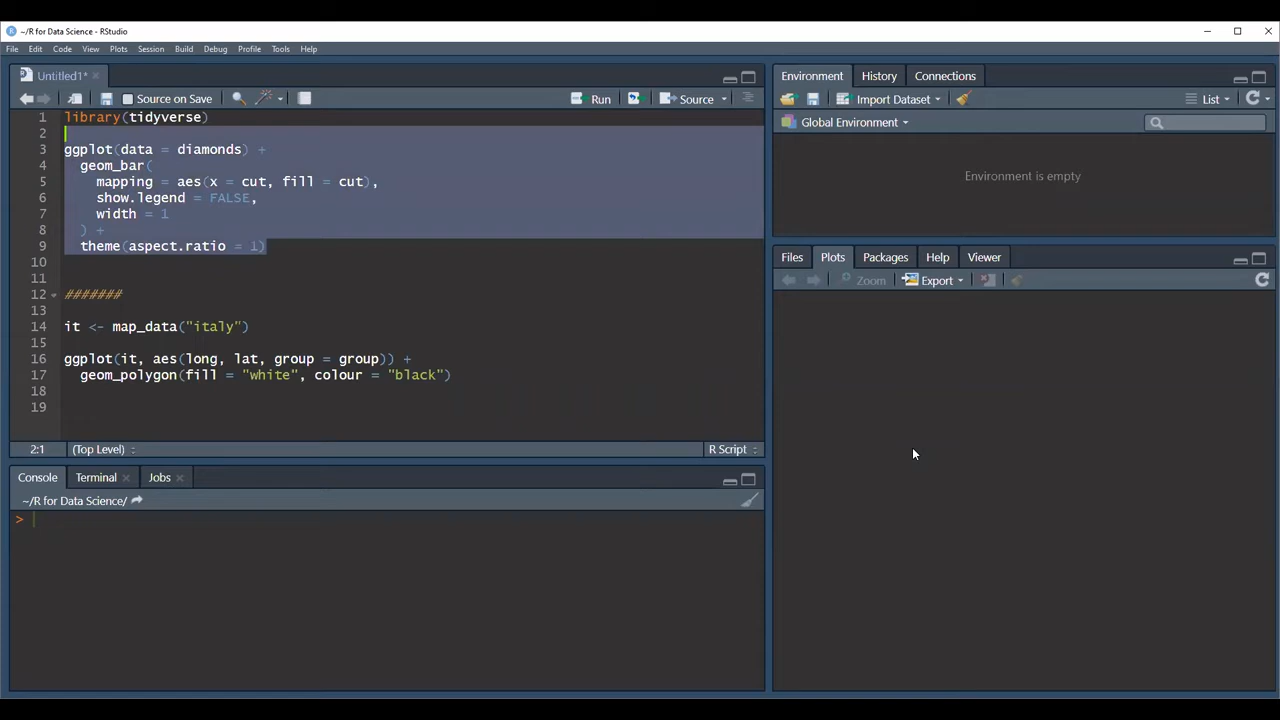 ~/R for Data Science - RStudio
File Edit Code View Plots Session Build Debug Profile Tools Help
Untitled1*
Source on Save Run Source
1 library(tidyverse)
2
3 ggplot(data = diamonds) +
4 geom_bar(
5 mapping = aes(x = cut, fill = cut),
6 show.legend = FALSE,
7 width = 1
8 ) +
9 theme(aspect.ratio = 1)
10
11
12 #######
13
14 it <- map_data("italy")
15
16 ggplot(it, aes(long, lat, group = group)) +
17 geom_polygon(fill = "white", colour = "black")
18
19
2:1 (Top Level) R Script
Console Terminal Jobs
~/R for Data Science/
>
Environment History Connections
Import Dataset List
Global Environment
Environment is empty
Files Plots Packages Help Viewer
Zoom Export